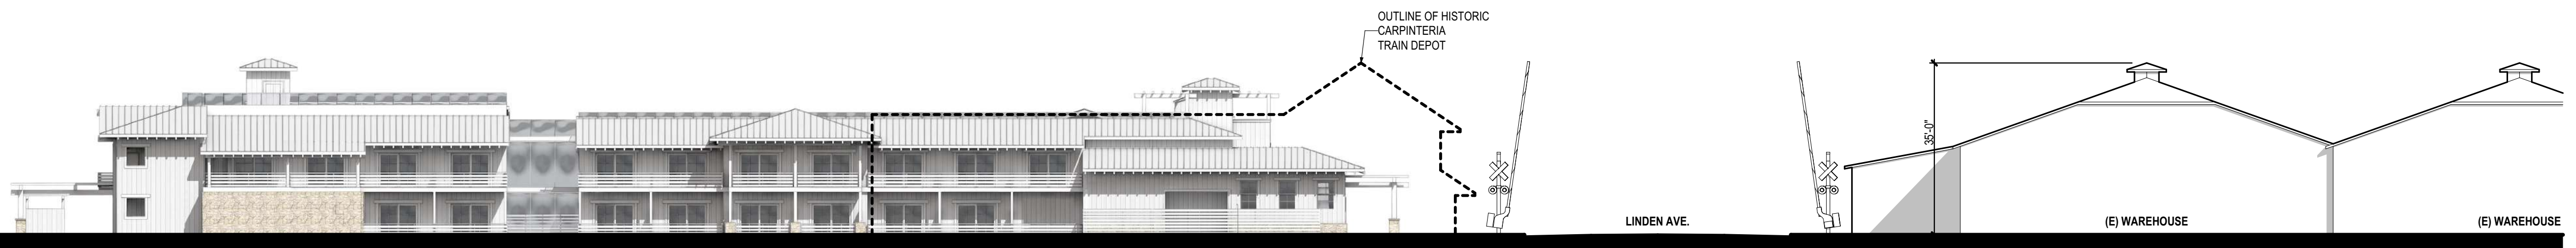 OUTLINE OF HISTORIC
CARPINTERIA
TRAIN DEPOT
35'-0"
LINDEN AVE.
(E) WAREHOUSE
(E) WAREHOUSE